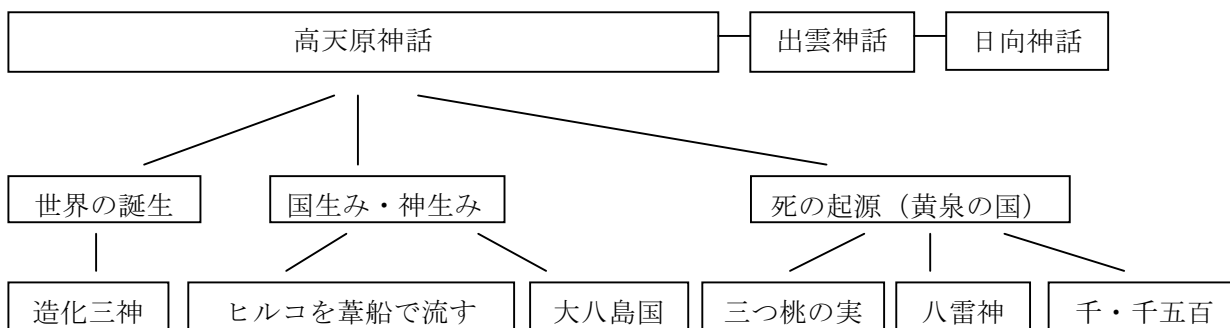 高天原神話 出雲神話 日向神話
世界の誕生 国生み・神生み 死の起源（黄泉の国）
造化三神 ヒルコを葦船で流す 大八島国 三つ桃の実 八雷神 千・千五百